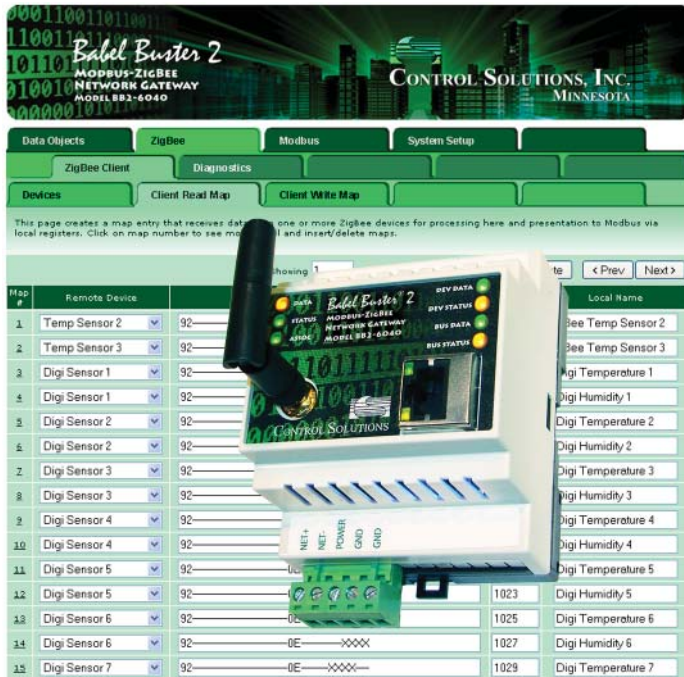 Babel Buster 2
MODBUS-ZIGBEE
NETWORK GATEWAY
MODEL BB2-6040
CONTROL SOLUTIONS, INC.
MINNESOTA
Data Objects ZigBee Modbus System Setup
ZigBee Client Diagnostics
Devices Client Read Map Client Write Map
This page creates a map entry that receives data one or more ZigBee devices for processing here and presentation to Modbus via
local registers. Click on map number to see and insert/delete maps.
Showing 1 < Prev Next >
Map # Remote Device Local Name
1 Temp Sensor 2 92 Bee Temp Sensor 2
2 Temp Sensor 3 92 Bee Temp Sensor 3
3 Digi Sensor 1 92 Digi Temperature 1
4 Digi Sensor 1 92 Digi Humidity 1
5 Digi Sensor 2 92 Digi Temperature 2
6 Digi Sensor 2 92 Digi Humidity 2
7 Digi Sensor 3 92 Digi Temperature 3
8 Digi Sensor 3 92 Digi Humidity 3
9 Digi Sensor 4 92 Digi Temperature 4
10 Digi Sensor 4 92 Digi Humidity 4
11 Digi Sensor 5 92 Digi Temperature 5
12 Digi Sensor 5 92 1023 Digi Humidity 5
13 Digi Sensor 6 92 1025 Digi Temperature 6
14 Digi Sensor 6 92——0E——XXXX 1027 Digi Humidity 6
15 Digi Sensor 7 92——0E——XXXX— 1029 Digi Temperature 7
DATA
STATUS
ASSOC
Babel Buster 2
MODBUS-ZIGBEE
NETWORK GATEWAY
MODEL BB2-6040
DEV DATA
DEV STATUS
BUS DATA
BUS STATUS
CONTROL SOLUTIONS
NET+ NET- POWER GND GND